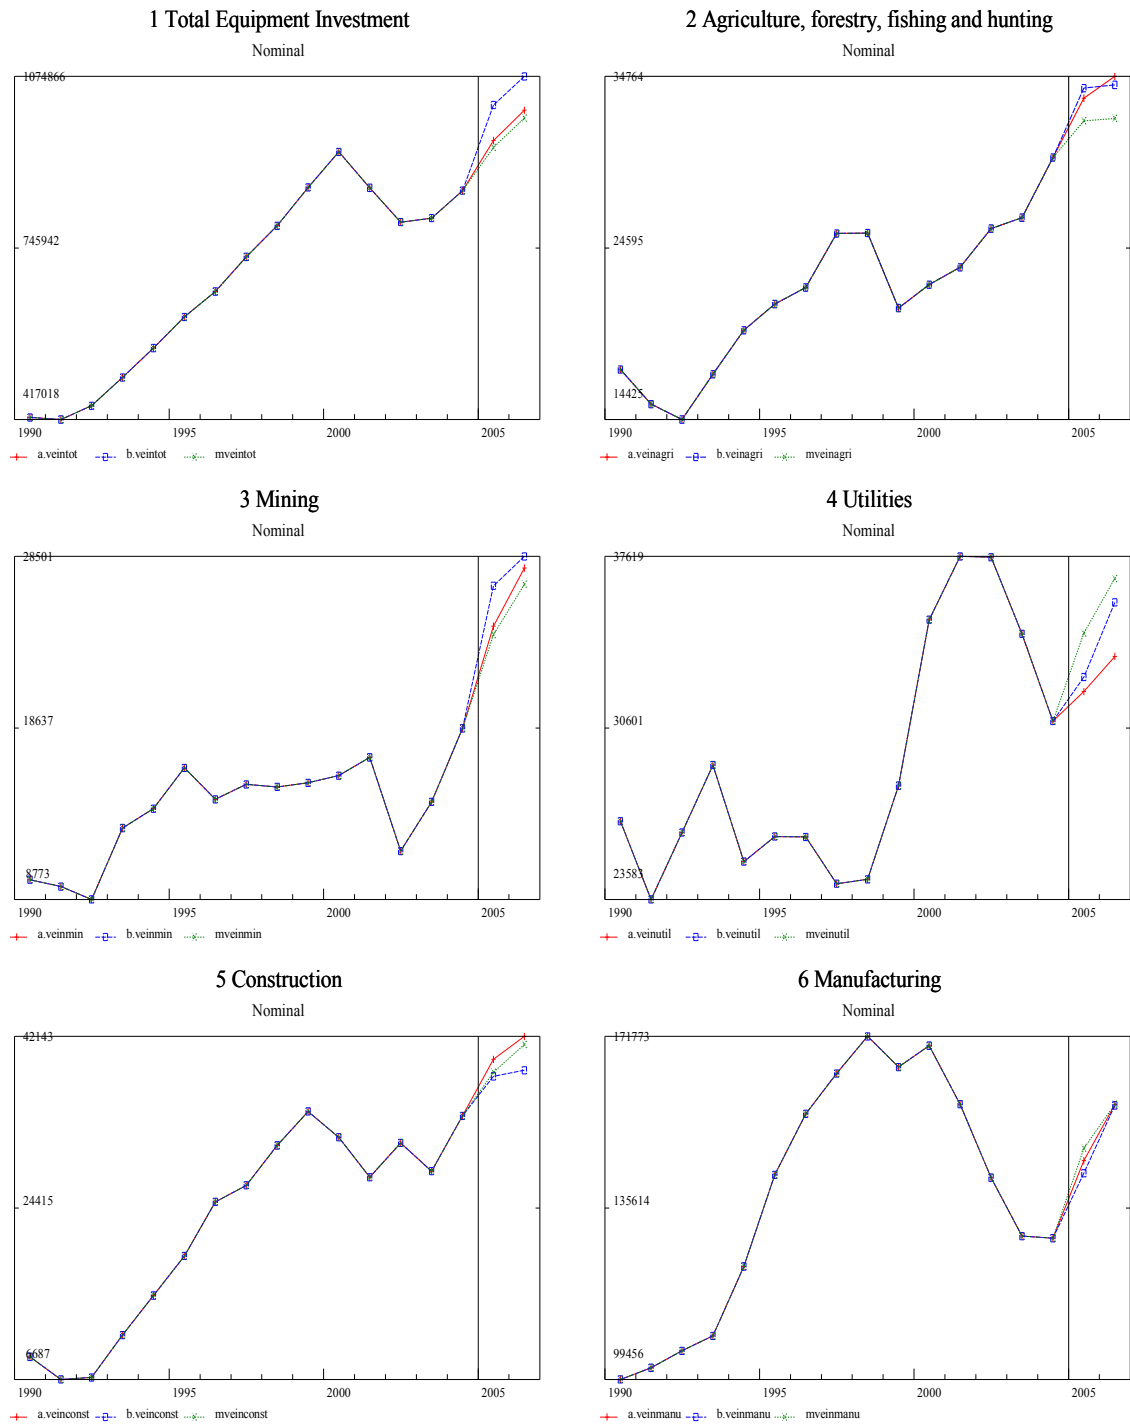 1 Total Equipment Investment
Nominal
1074866
745942
417018
1990 1995 2000 2005
a.veintot b.veintot mveintot
2 Agriculture, forestry, fishing and hunting
Nominal
34764
24595
14425
1990 1995 2000 2005
a.veinagri b.veinagri mveinagri
3 Mining
Nominal
28501
18637
8773
1990 1995 2000 2005
a.veinmin b.veinmin mveinmin
4 Utilities
Nominal
37619
30601
23583
1990 1995 2000 2005
a.veinutil b.veinutil mveinutil
5 Construction
Nominal
42143
24415
6687
1990 1995 2000 2005
a.veinconst b.veinconst mveinconst
6 Manufacturing
Nominal
171773
135614
99456
1990 1995 2000 2005
a.veinmanu b.veinmanu mveinmanu